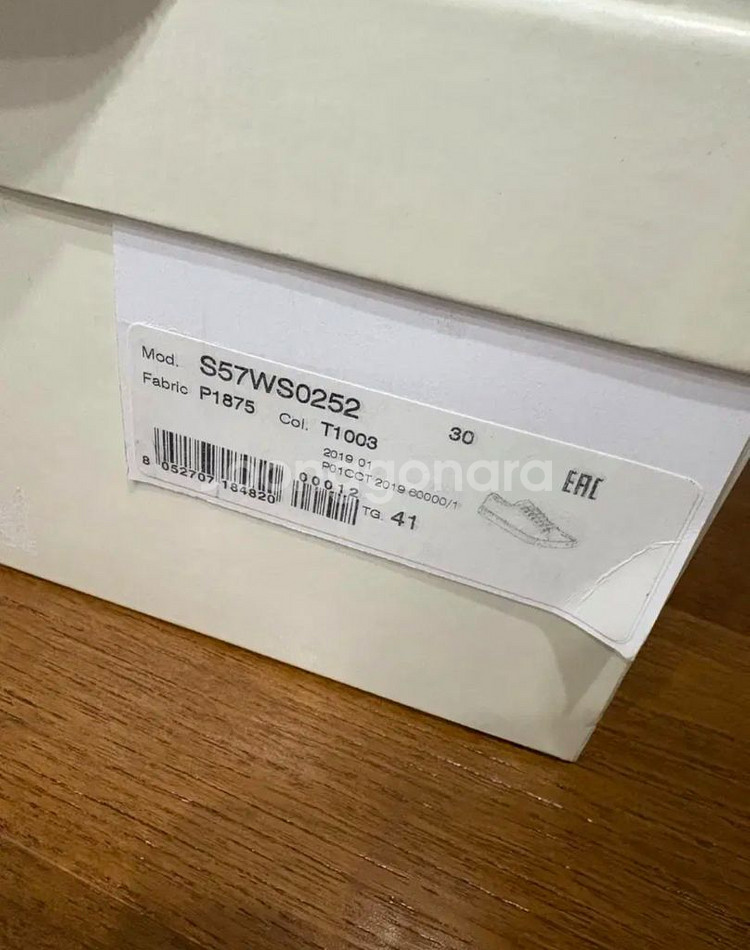 Mod. S57WS0252
Fabric P1875 Col. T1003 30
2019 01
P01CCT 2019 60000/1
8 052707 184820
00012
TG. 41
EAC
joonggonara